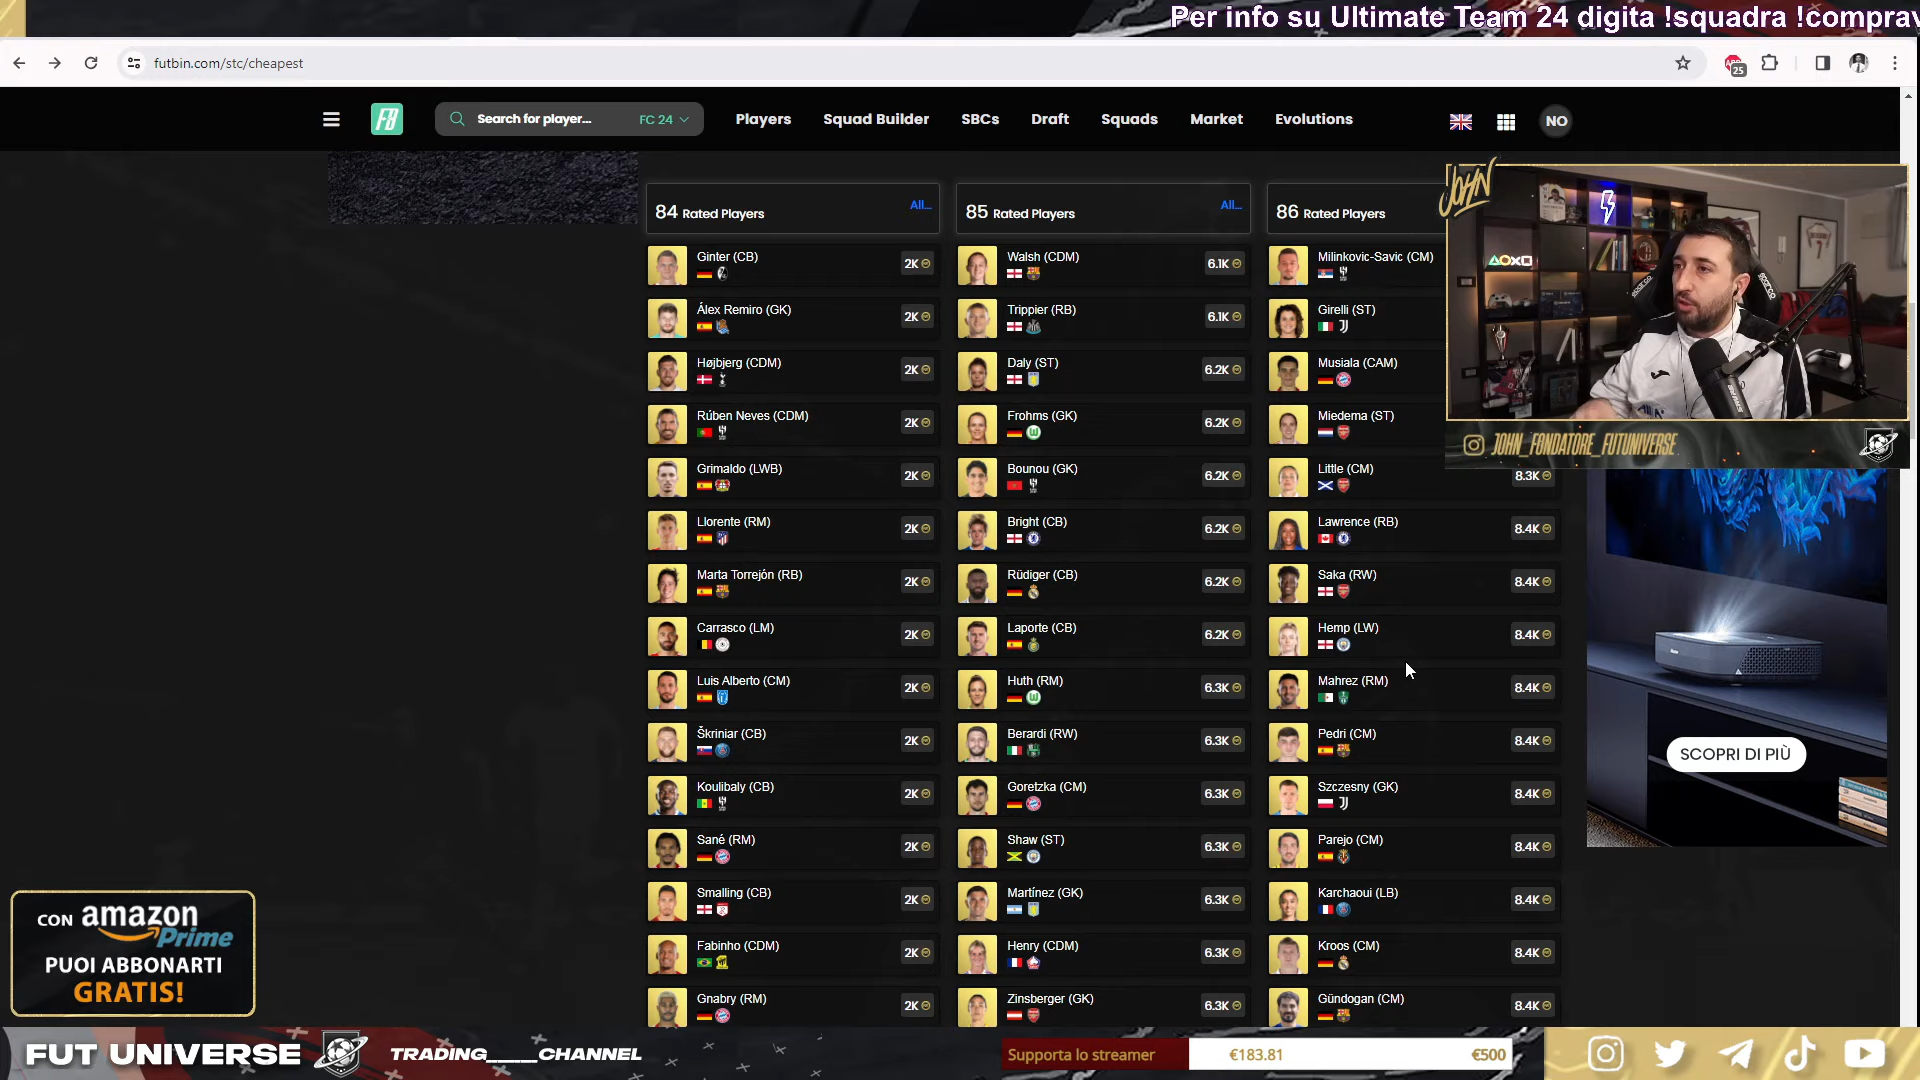 Per info su Ultimate Team 24 digita !squadra !comprav
futbin.com/stc/cheapest
25
FB
Search for player...
FC 24
Players
Squad Builder
SBCs
Draft
Squads
Market
Evolutions
NO
84 Rated Players
All...
85 Rated Players
All...
86 Rated Players
Ginter (CB)
2K
Walsh (CDM)
6.1K
Milinkovic-Savic (CM)
Álex Remiro (GK)
2K
Trippier (RB)
6.1K
Girelli (ST)
Højbjerg (CDM)
2K
Daly (ST)
6.2K
Musiala (CAM)
Rúben Neves (CDM)
2K
Frohms (GK)
6.2K
Miedema (ST)
Grimaldo (LWB)
2K
Bounou (GK)
6.2K
Little (CM)
8.3K
Llorente (RM)
2K
Bright (CB)
6.2K
Lawrence (RB)
8.4K
Marta Torrejón (RB)
2K
Rüdiger (CB)
6.2K
Saka (RW)
8.4K
Carrasco (LM)
2K
Laporte (CB)
6.2K
Hemp (LW)
8.4K
Luis Alberto (CM)
2K
Huth (RM)
6.3K
Mahrez (RM)
8.4K
Škriniar (CB)
2K
Berardi (RW)
6.3K
Pedri (CM)
8.4K
Koulibaly (CB)
2K
Goretzka (CM)
6.3K
Szczesny (GK)
8.4K
Sané (RM)
2K
Shaw (ST)
6.3K
Parejo (CM)
8.4K
Smalling (CB)
2K
Martínez (GK)
6.3K
Karchaoui (LB)
8.4K
Fabinho (CDM)
2K
Henry (CDM)
6.3K
Kroos (CM)
8.4K
Gnabry (RM)
2K
Zinsberger (GK)
6.3K
Gündogan (CM)
8.4K
JOHN
JOHN_FONDATORE_FUTUNIVERSE
SCOPRI DI PIÙ
CON amazon
Prime
PUOI ABBONARTI
GRATIS!
FUT UNIVERSE
TRADING____CHANNEL
Supporta lo streamer
€183.81
€500